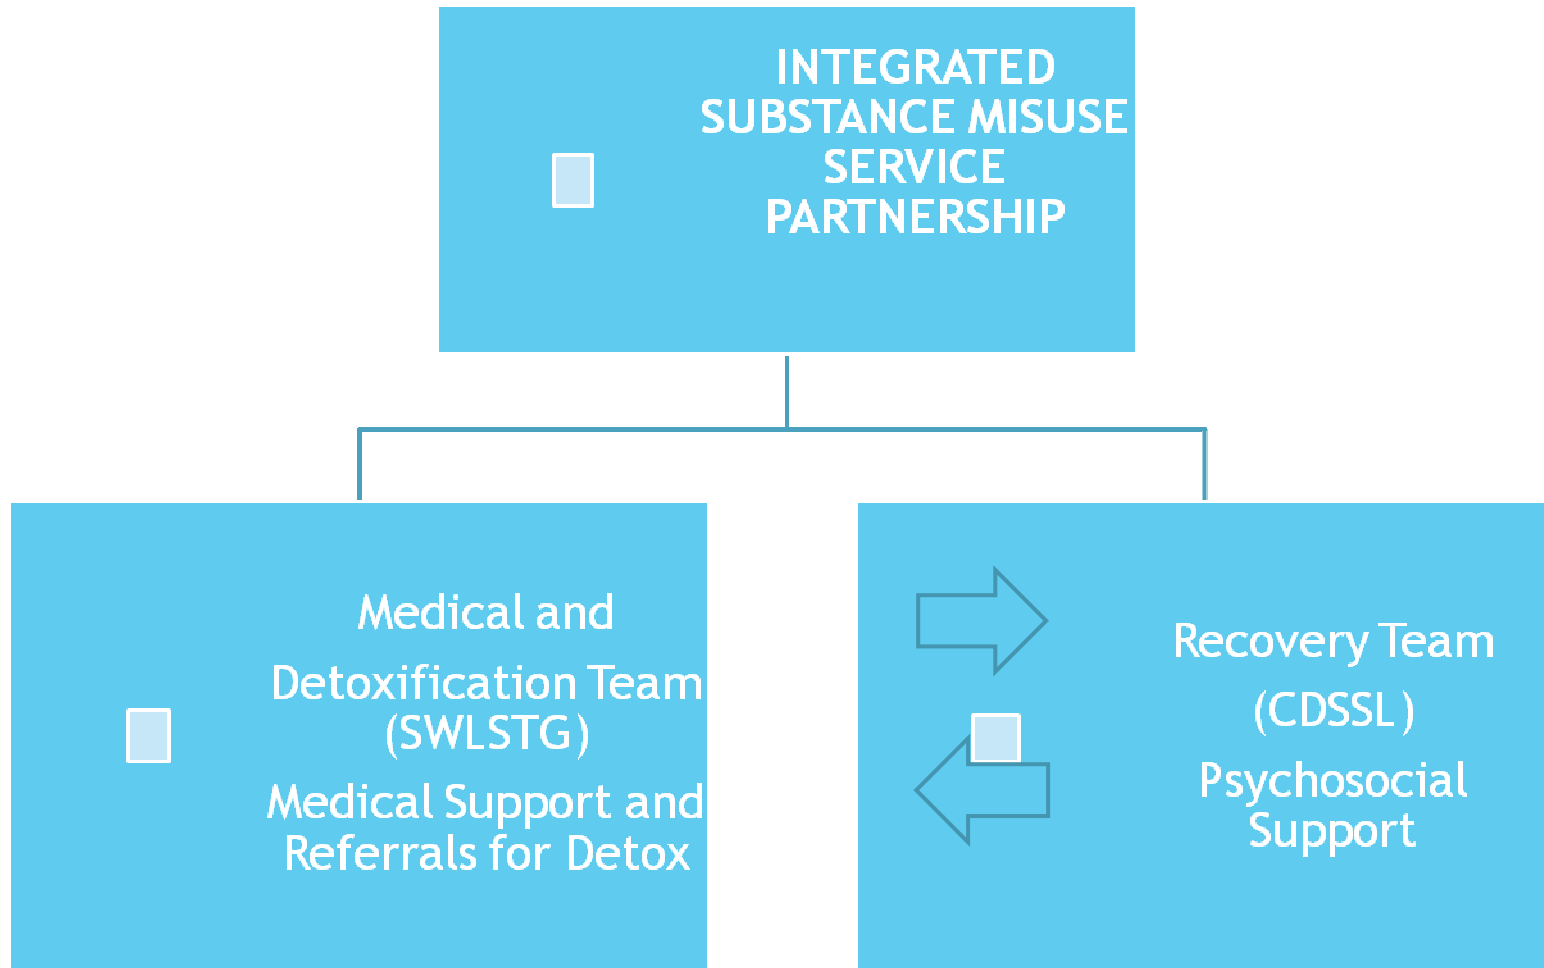 INTEGRATED
SUBSTANCE MISUSE
SERVICE
PARTNERSHIP
Medical and
Detoxification Team
(SWLSTG)
Medical Support and
Referrals for Detox
Recovery Team
(CDSSL)
Psychosocial
Support